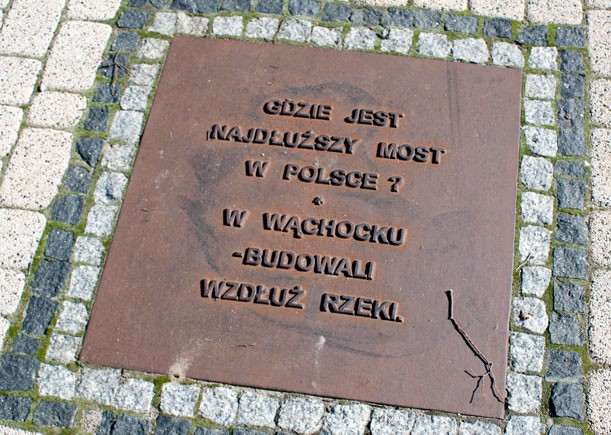 GDZIE JEST
NAJDŁUŻSZY MOST
W POLSCE ?
*
W WĄCHOCKU
-BUDOWALI
WZDŁUŻ RZEKI.